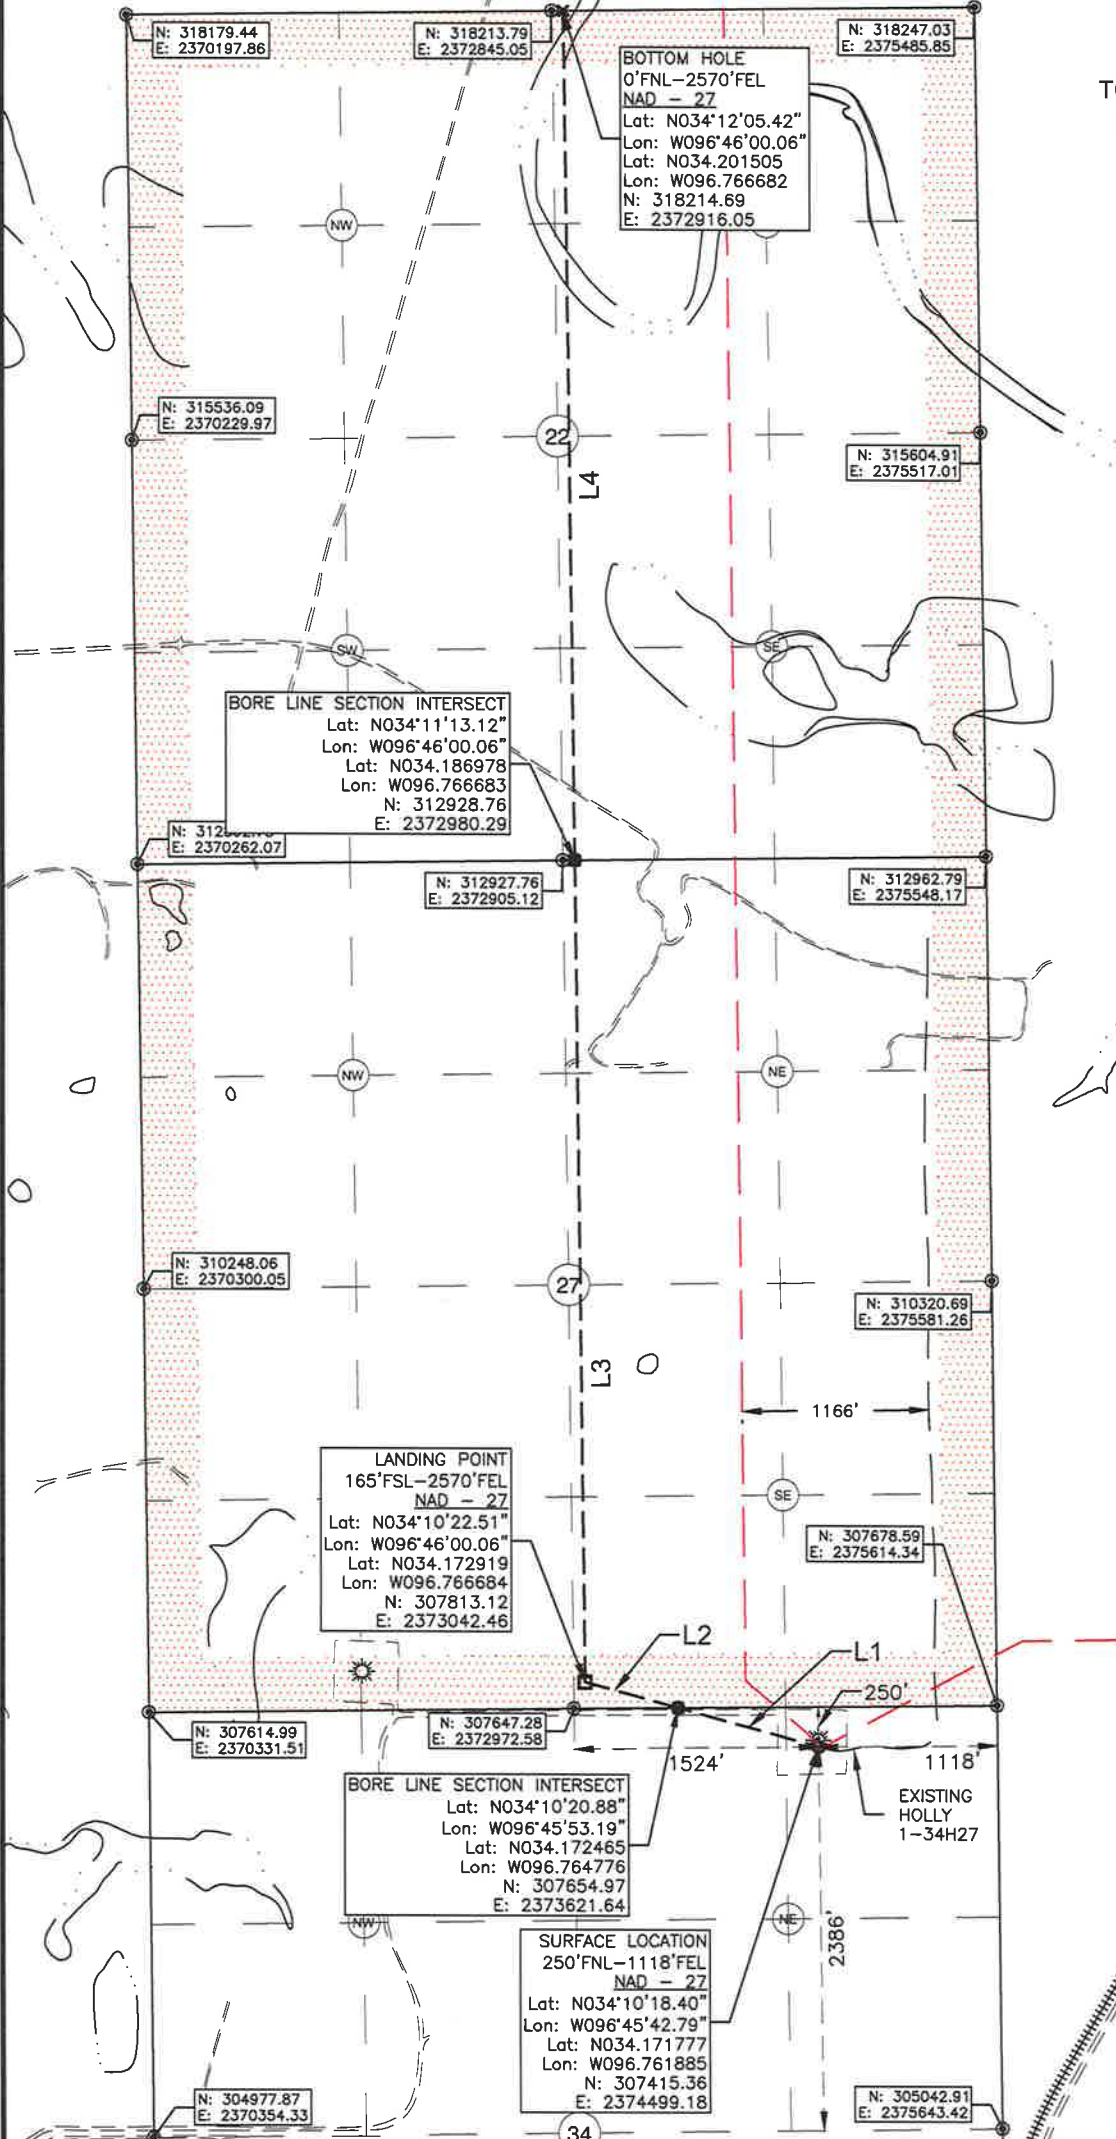 N: 318179.44
E: 2370197.86
N: 318213.79
E: 2372845.05
N: 318247.03
E: 2375485.85
BOTTOM HOLE
0'FNL-2570'FEL
NAD - 27
Lat: N034°12'05.42"
Lon: W096°46'00.06"
Lat: N034.201505
Lon: W096.766682
N: 318214.69
E: 2372916.05
NW
N: 315536.09
E: 2370229.97
22
N: 315604.91
E: 2375517.01
L4
SW
SE
BORE LINE SECTION INTERSECT
Lat: N034°11'13.12"
Lon: W096°46'00.06"
Lat: N034.186978
Lon: W096.766683
N: 312928.76
E: 2372980.29
N:
E: 2370262.07
N: 312927.76
E: 2372905.12
N: 312962.79
E: 2375548.17
NW
NE
N: 310248.06
E: 2370300.05
27
N: 310320.69
E: 2375581.26
L3
1166'
LANDING POINT
165'FSL-2570'FEL
NAD - 27
Lat: N034°10'22.51"
Lon: W096°46'00.06"
Lat: N034.172919
Lon: W096.766684
N: 307813.12
E: 2373042.46
SE
N: 307678.59
E: 2375614.34
L2
L1
250'
N: 307614.99
E: 2370331.51
N: 307647.28
E: 2372972.58
1524'
1118'
BORE LINE SECTION INTERSECT
Lat: N034°10'20.88"
Lon: W096°45'53.19"
Lat: N034.172465
Lon: W096.764776
N: 307654.97
E: 2373621.64
EXISTING
HOLLY
1-34H27
NW
NE
2386'
SURFACE LOCATION
250'FNL-1118'FEL
NAD - 27
Lat: N034°10'18.40"
Lon: W096°45'42.79"
Lat: N034.171777
Lon: W096.761885
N: 307415.36
E: 2374499.18
N: 304977.87
E: 2370354.33
34
N: 305042.91
E: 2375643.42